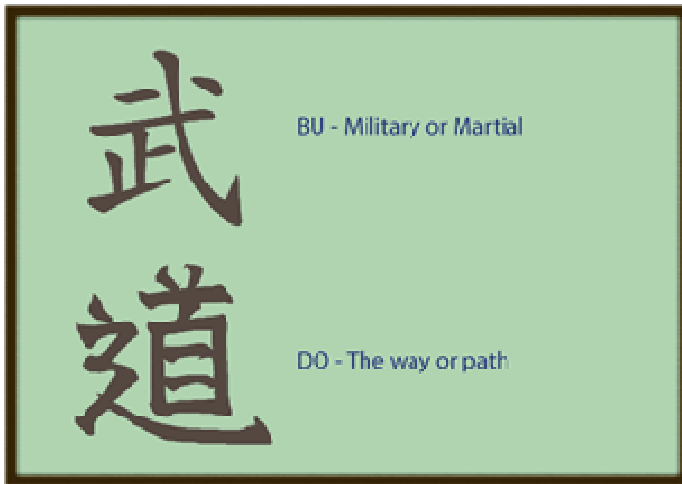 武
BU - Military or Martial
道
DO - The way or path